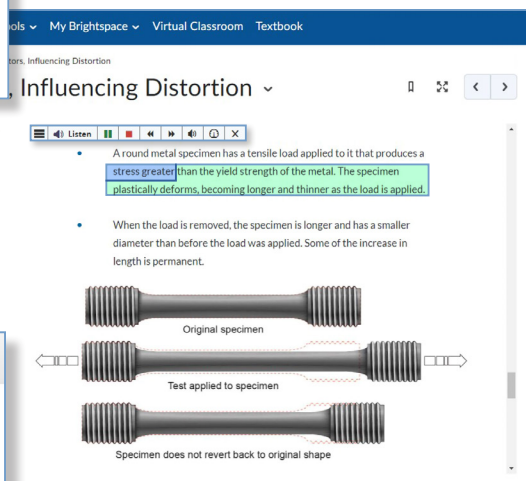 ools My Brightspace Virtual Classroom Textbook
tors, Influencing Distortion
, Influencing Distortion
Listen
A round metal specimen has a tensile load applied to it that produces a
stress greater than the yield strength of the metal. The specimen
plastically deforms, becoming longer and thinner as the load is applied.
When the load is removed, the specimen is longer and has a smaller
diameter than before the load was applied. Some of the increase in
length is permanent.
Original specimen
Test applied to specimen
Specimen does not revert back to original shape